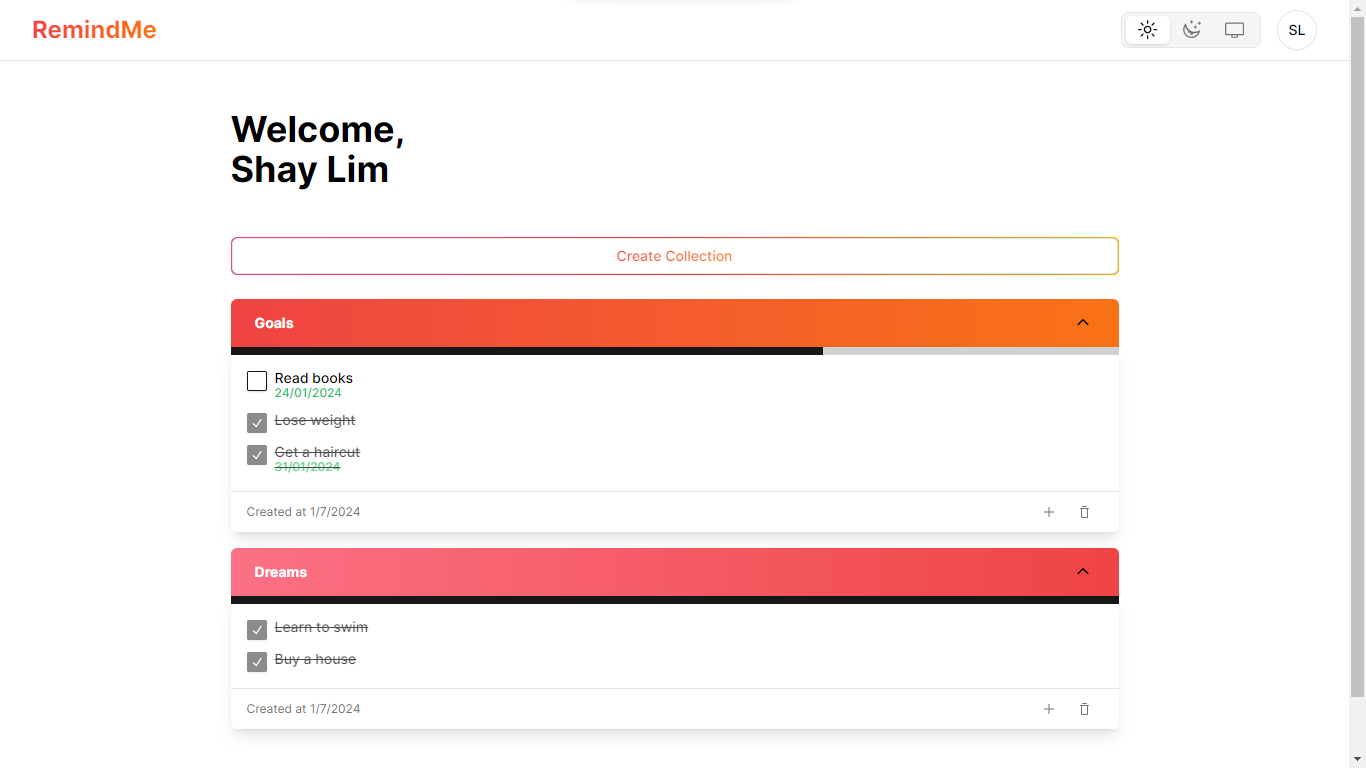 RemindMe
SL
Welcome,
Shay Lim
Create Collection
Goals
Read books
24/01/2024
Lose weight
Get a haircut
31/01/2024
Created at 1/7/2024
Dreams
Learn to swim
Buy a house
Created at 1/7/2024